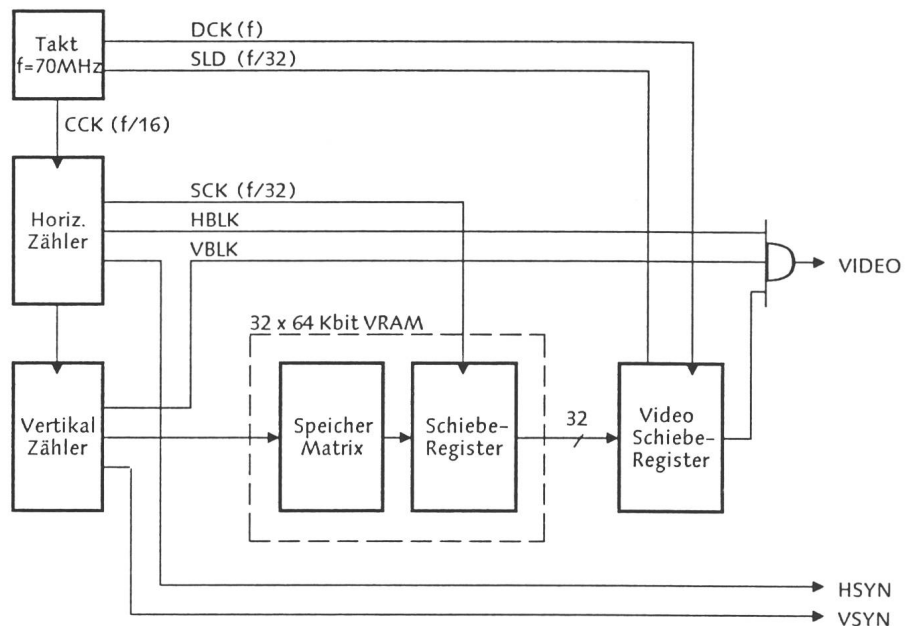 Takt
f=70MHz
DCK (f)
SLD (f/32)
CCK (f/16)
Horiz.
Zähler
SCK (f/32)
HBLK
VBLK
VIDEO
32 x 64 Kbit VRAM
Vertikal
Zähler
Speicher
Matrix
Schiebe-
Register
32
Video
Schiebe-
Register
HSYN
VSYN